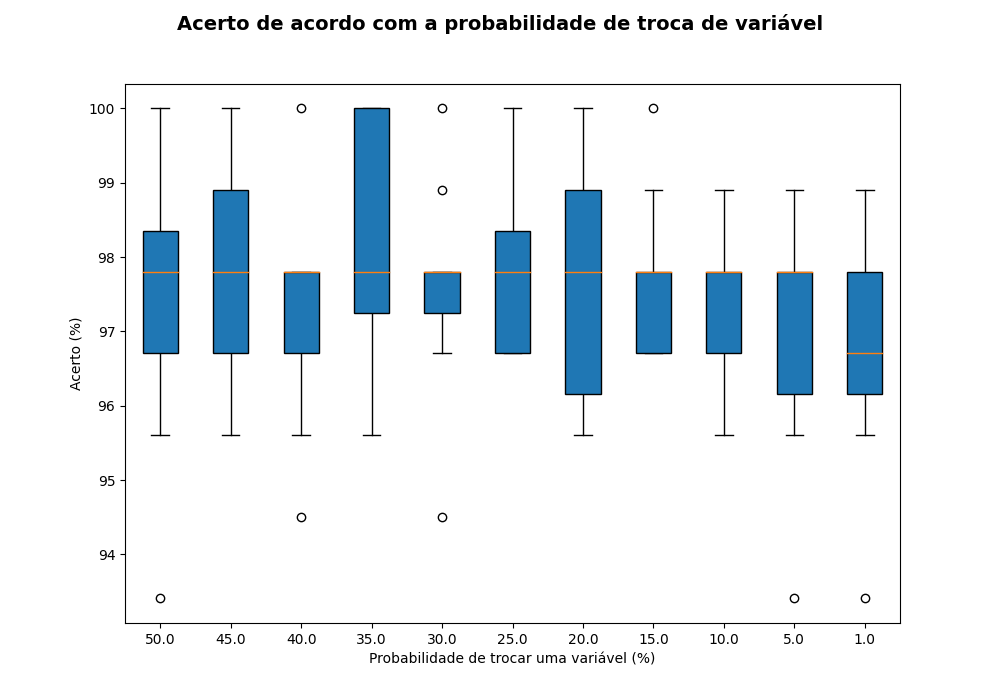 Acerto de acordo com a probabilidade de troca de variável
100
99
98
97
96
95
94
Acerto (%)
50.0 45.0 40.0 35.0 30.0 25.0 20.0 15.0 10.0 5.0 1.0
Probabilidade de trocar uma variável (%)